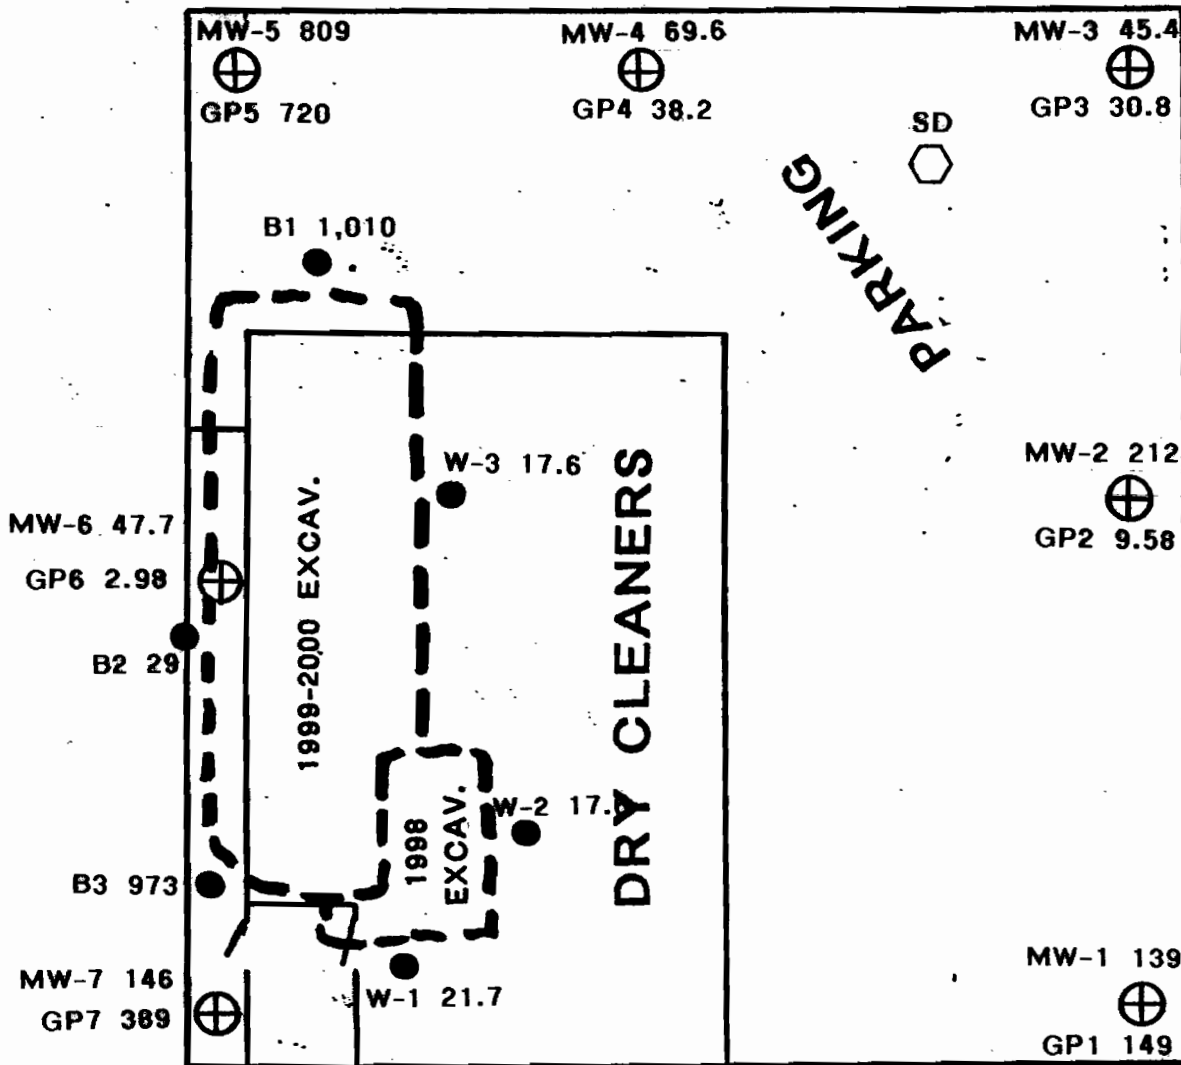 MW-5 809
MW-4 69.6
MW-3 45.4
GP5 720
GP4 38.2
GP3 30.8
SD
PARKING
B1 1,010
W-3 17.6
MW-2 212
GP2 9.58
MW-6 47.7
GP6 2.98
B2 29
1999-2000 EXCAV.
DRY CLEANERS
1998
EXCAV.
W-2
B3 973
MW-7 146
GP7 389
W-1 21.7
MW-1 139
GP1 149